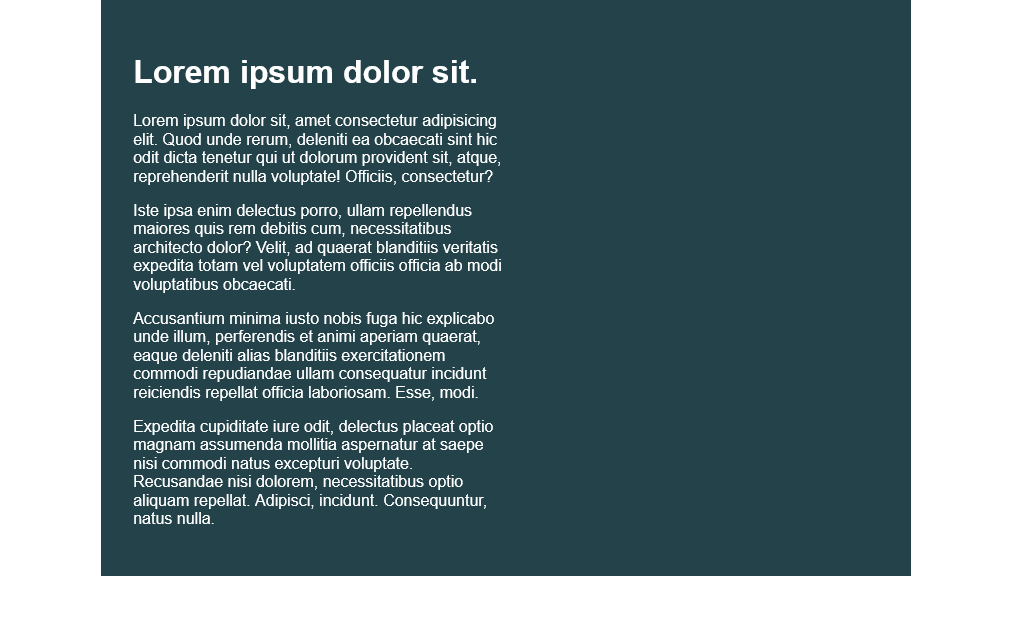 Lorem ipsum dolor sit.
Lorem ipsum dolor sit, amet consectetur adipisicing
elit. Quod unde rerum, deleniti ea obcaecati sint hic
odit dicta tenetur qui ut dolorum provident sit, atque,
reprehenderit nulla voluptate! Officiis, consectetur?
Iste ipsa enim delectus porro, ullam repellendus
maiores quis rem debitis cum, necessitatibus
architecto dolor? Velit, ad quaerat blanditiis veritatis
expedita totam vel voluptatem officiis officia ab modi
voluptatibus obcaecati.
Accusantium minima iusto nobis fuga hic explicabo
unde illum, perferendis et animi aperiam quaerat,
eaque deleniti alias blanditiis exercitationem
commodi repudiandae ullam consequatur incidunt
reiciendis repellat officia laboriosam. Esse, modi.
Expedita cupiditate iure odit, delectus placeat optio
magnam assumenda mollitia aspernatur at saepe
nisi commodi natus excepturi voluptate.
Recusandae nisi dolorem, necessitatibus optio
aliquam repellat. Adipisci, incidunt. Consequuntur,
natus nulla.